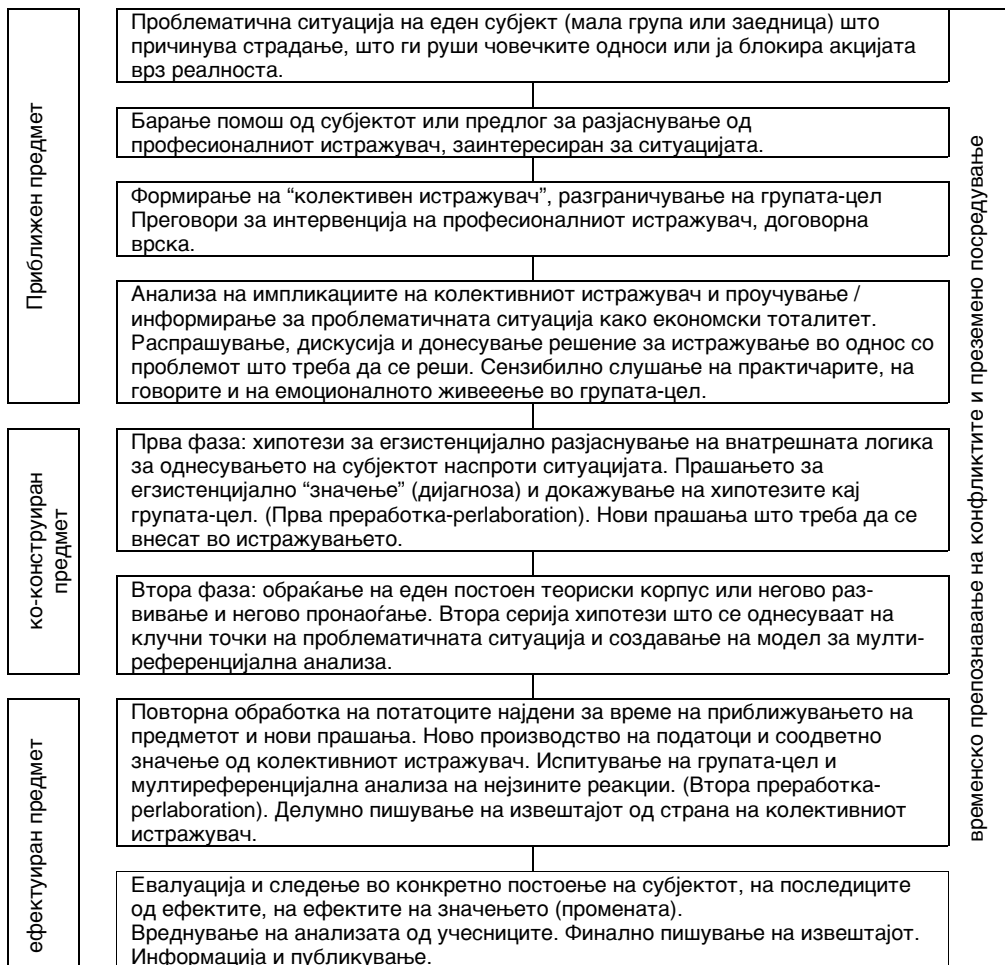 Приближен предмет
Проблематична ситуација на еден субјект (мала група или заедница) што
причинува страдање, што ги руши човечките односи или ја блокира акцијата
врз реалноста.
Барање помош од субјектот или предлог за разјаснување од
професионалниот истражувач, заинтересиран за ситуацијата.
Формирање на “колективен истражувач”, разграничување на групата-цел
Преговори за интервенција на професионалниот истражувач, договорна
врска.
Анализа на импликациите на колективниот истражувач и проучување /
информирање за проблематичната ситуација како економски тоталитет.
Распрашување, дискусија и донесување решение за истражување во однос со
проблемот што треба да се реши. Сензибилно слушање на практичарите, на
говорите и на емоционалното живееење во групата-цел.
ко-конструиран
предмет
Прва фаза: хипотези за егзистенцијално разјаснување на внатрешната логика
за однесувањето на субјектот наспроти ситуацијата. Прашањето за
егзистенцијално “значење” (дијагноза) и докажување на хипотезите кај
групата-цел. (Прва преработка-perlaboration). Нови прашања што треба да се
внесат во истражувањето.
Втора фаза: обраќање на еден постоен теориски корпус или негово раз-
вивање и негово пронаоѓање. Втора серија хипотези што се однесуваат на
клучни точки на проблематичната ситуација и создавање на модел за мулти-
референцијална анализа.
ефектуиран предмет
Повторна обработка на потатоците најдени за време на приближувањето на
предметот и нови прашања. Ново производство на податоци и соодветно
значење од колективниот истражувач. Испитување на групата-цел и
мултиреференцијална анализа на нејзините реакции. (Втора преработка-
perlaboration). Делумно пишување на извештајот од страна на колективниот
истражувач.
Евалуација и следење во конкретно постоење на субјектот, на последиците
од ефектите, на ефектите на значењето (промената).
Вреднување на анализата од учесниците. Финално пишување на извештајот.
Информација и публикување.
временско препознавање на конфликтите и преземено посредување